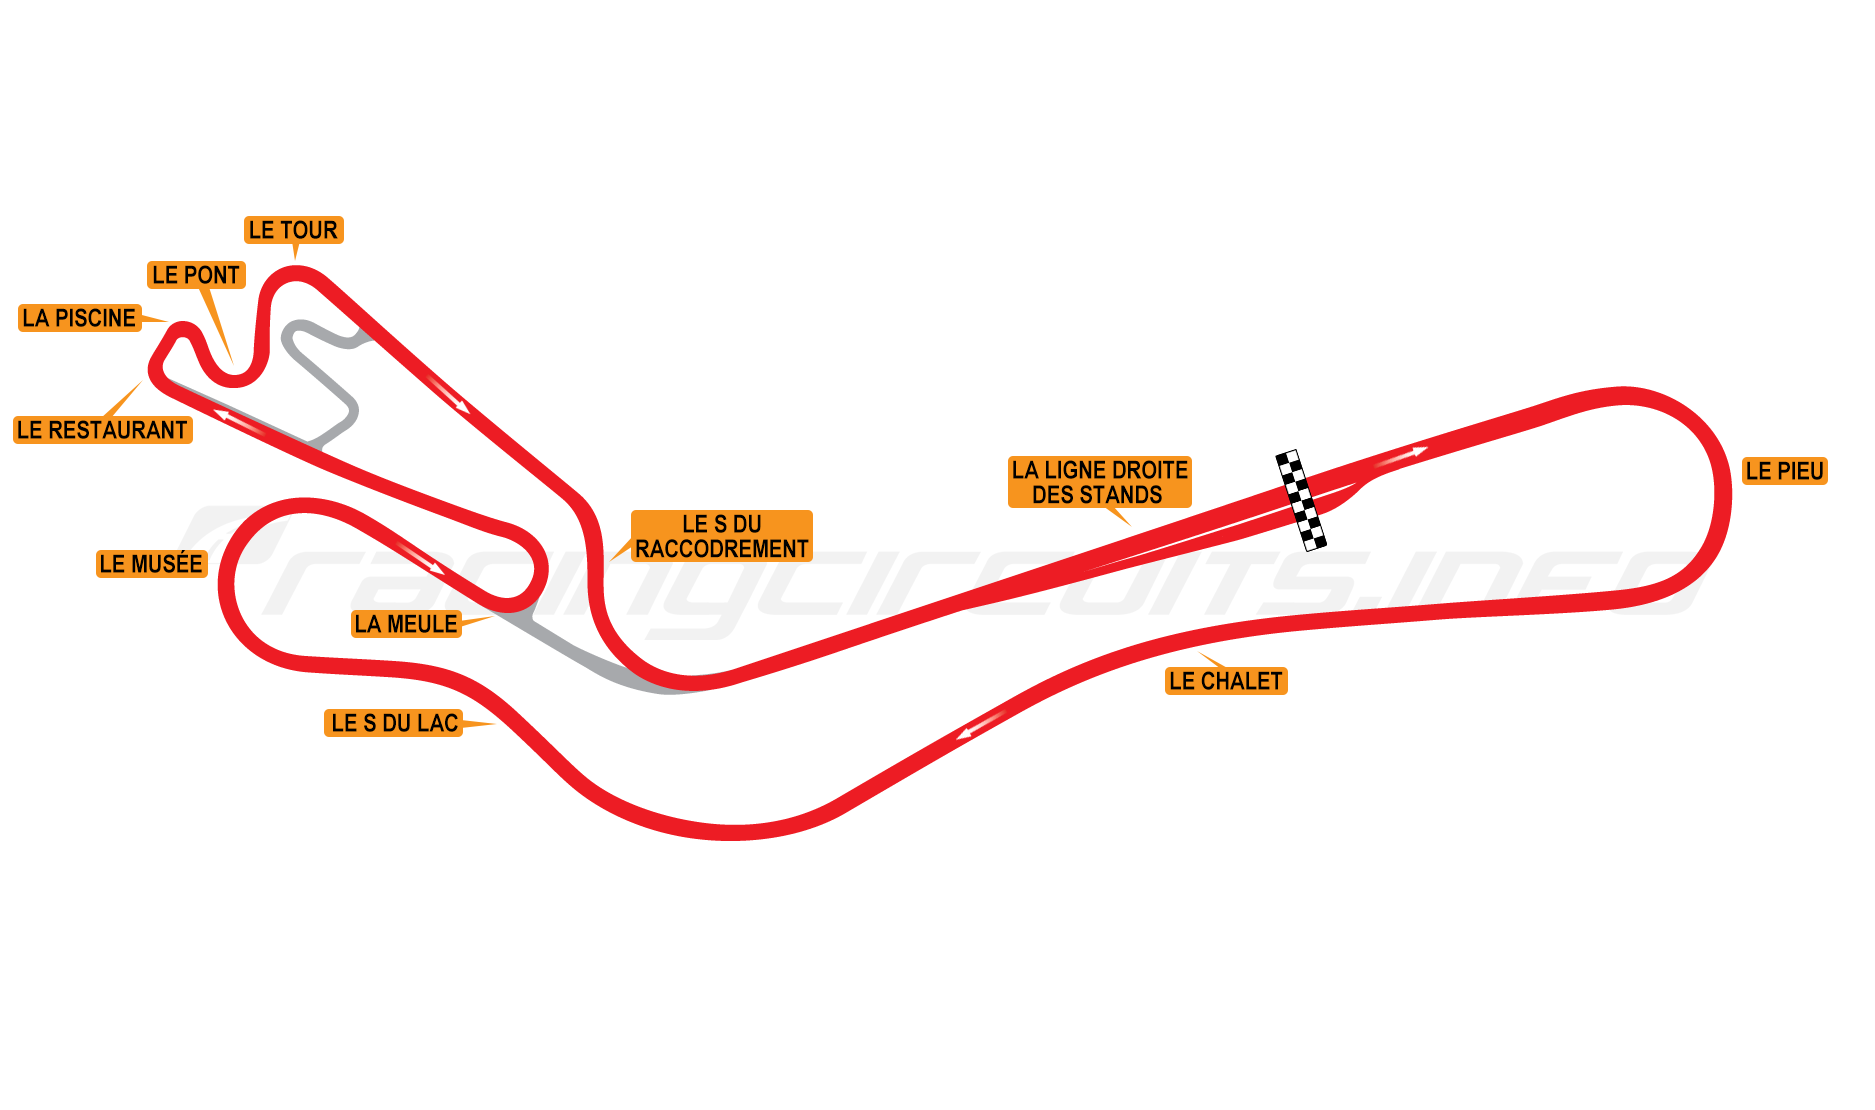 LE TOUR
LE PONT
LA PISCINE
LE RESTAURANT
LA LIGNE DROITE
DES STANDS
LE PIEU
LE S DU
RACCODREMENT
LE MUSÉE
racingcircuits.info
LA MEULE
LE CHALET
LE S DU LAC